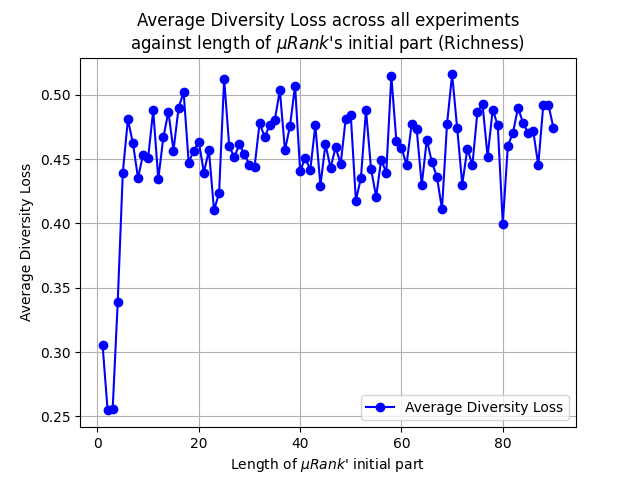 Average Diversity Loss across all experiments
against length of μRank's initial part (Richness)
Average Diversity Loss
0.50
0.45
0.40
0.35
0.30
0.25
Average Diversity Loss
0 20 40 60 80
Length of μRank' initial part